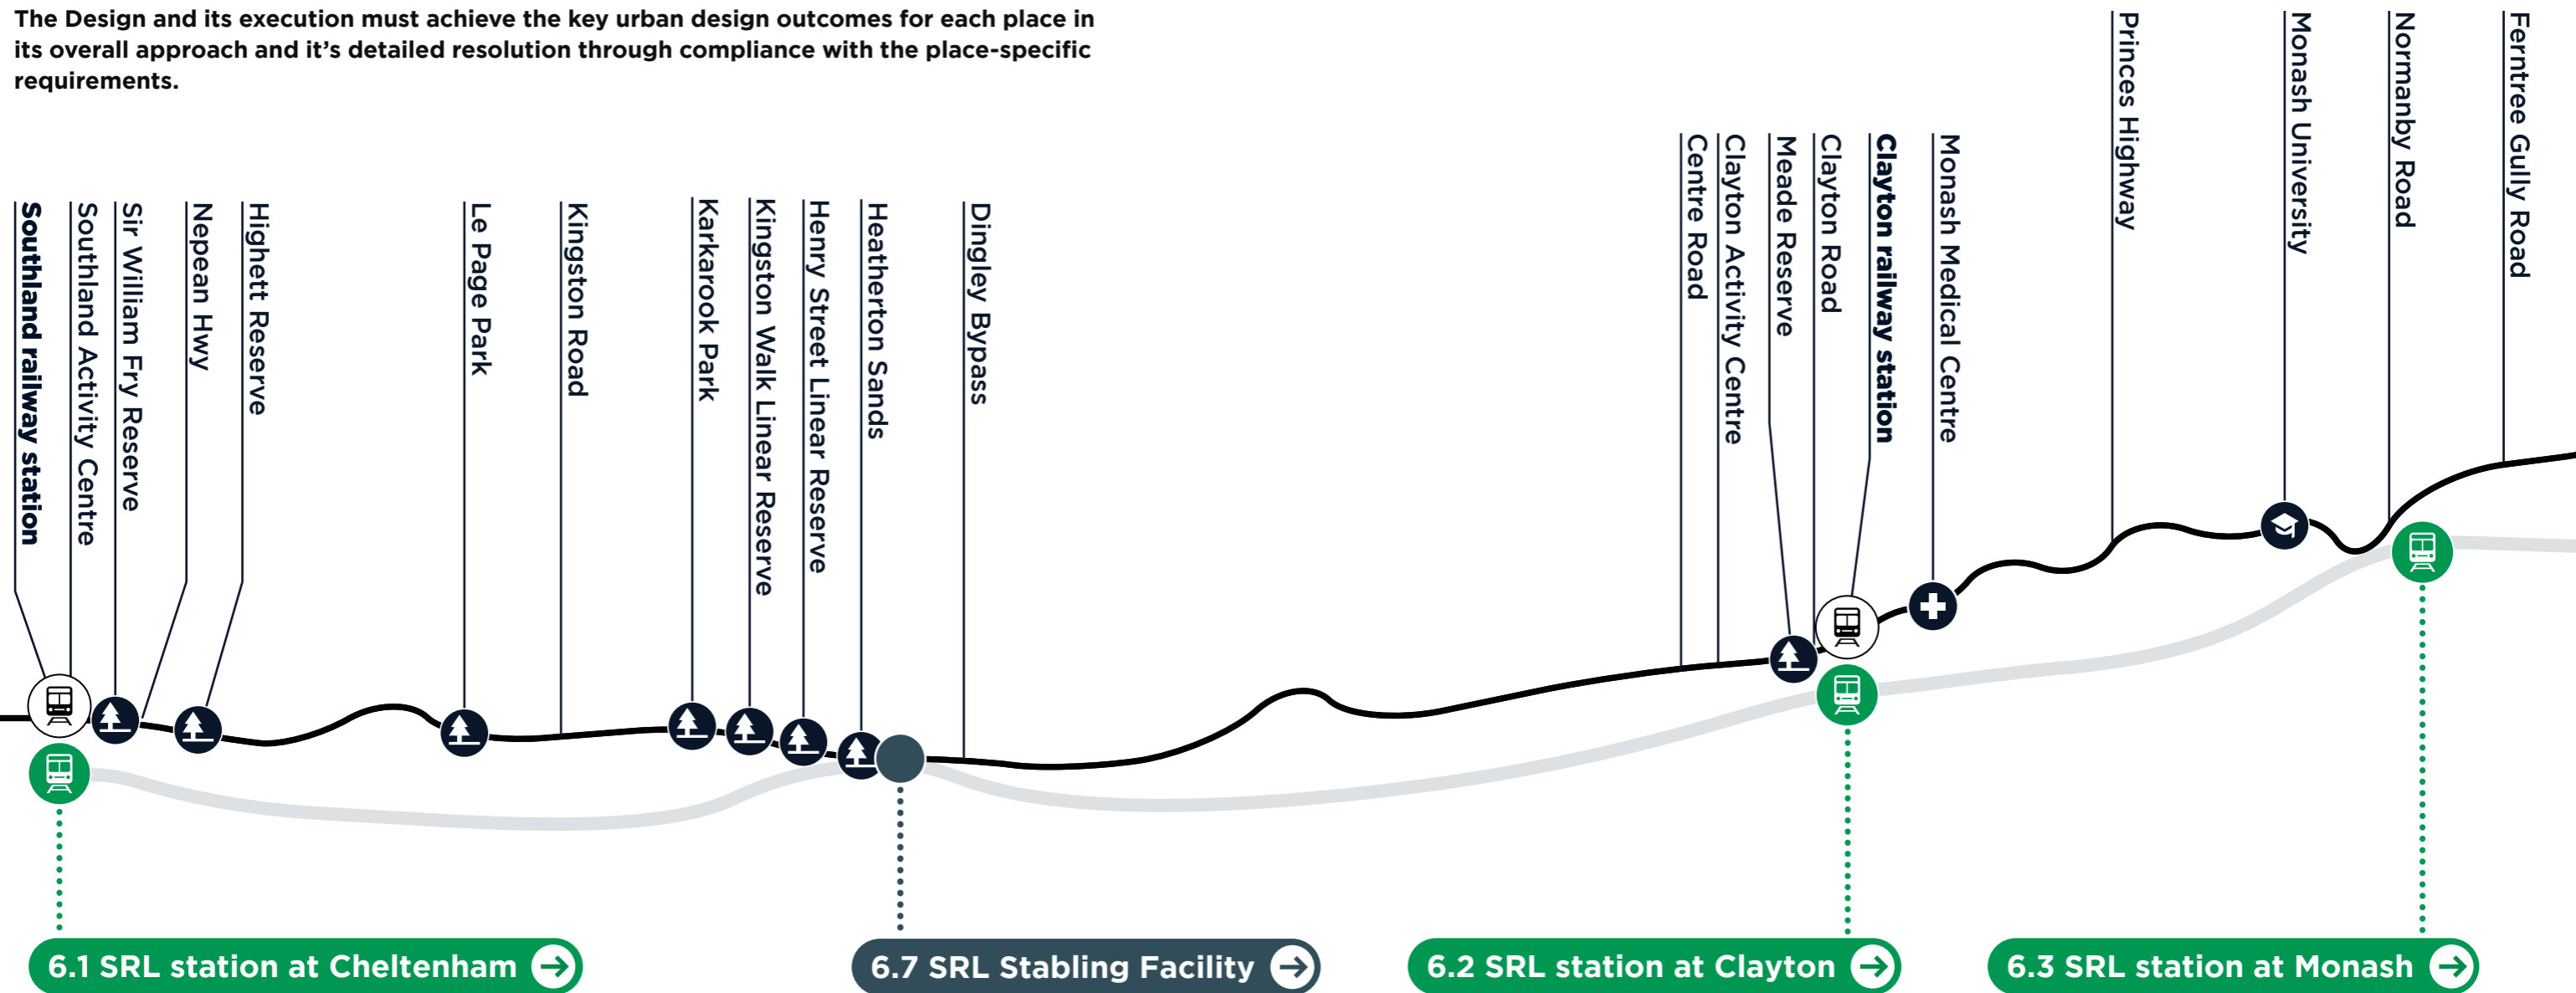 The Design and its execution must achieve the key urban design outcomes for each place in
its overall approach and it’s detailed resolution through compliance with the place-specific
requirements.
Southland railway station
Southland Activity Centre
Sir William Fry Reserve
Nepean Hwy
Highett Reserve
Le Page Park
Kingston Road
Karkarook Park
Kingston Walk Linear Reserve
Henry Street Linear Reserve
Heatherton Sands
Dingley Bypass
Centre Road
Clayton Activity Centre
Meade Reserve
Clayton Road
Clayton railway station
Monash Medical Centre
Princes Highway
Monash University
Normanby Road
Ferntree Gully Road
6.1 SRL station at Cheltenham
6.7 SRL Stabling Facility
6.2 SRL station at Clayton
6.3 SRL station at Monash